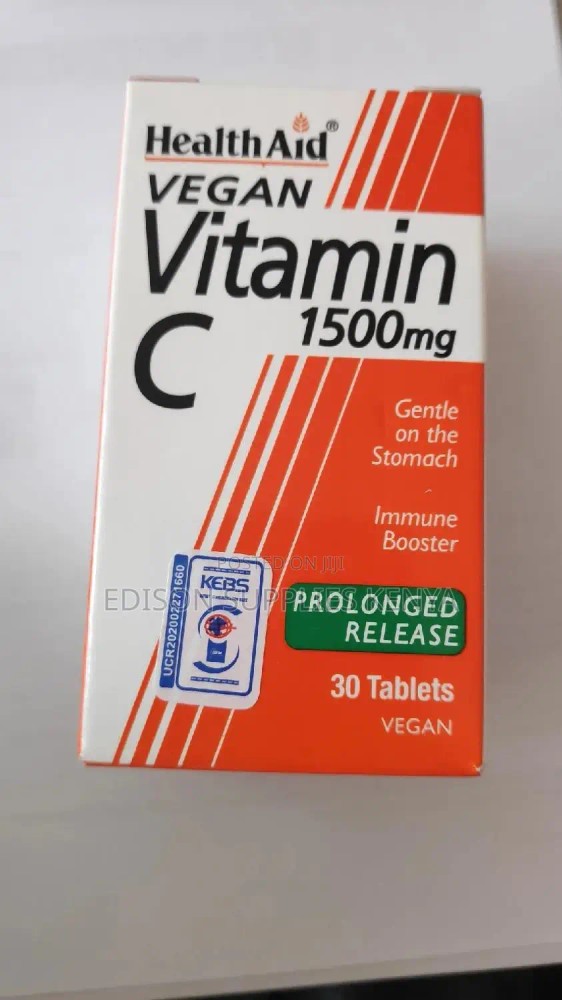 HealthAid®
VEGAN
Vitamin
C
1500mg
Gentle
on the
Stomach
Immune
Booster
POSTED ON JIJI
EDISON SUPPLIES KENYA
KEBS
UCR202002271660
PROLONGED
RELEASE
30 Tablets
VEGAN